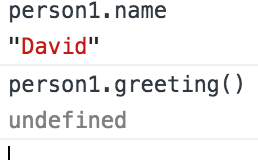 person1.name
"David"
person1.greeting()
undefined